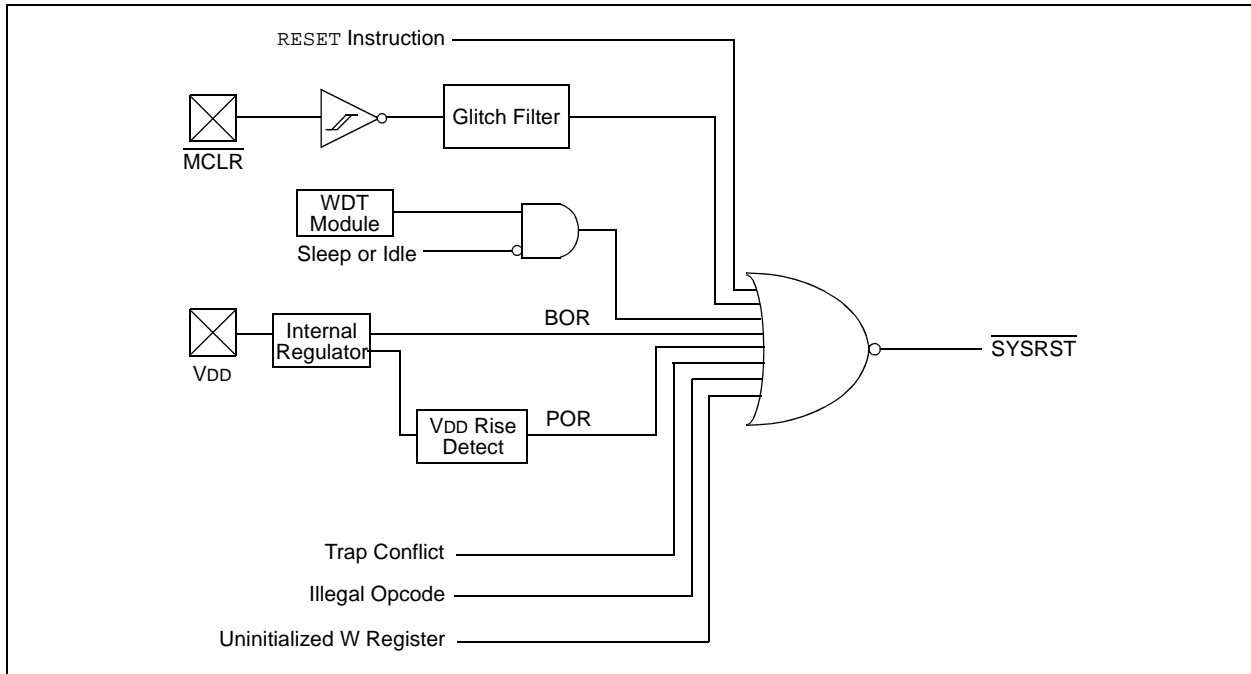 RESET Instruction
Glitch Filter
MCLR
WDT
Module
Sleep or Idle
BOR
Internal
Regulator
VDD
SYSRST
POR
VDD Rise
Detect
Trap Conflict
Illegal Opcode
Uninitialized W Register